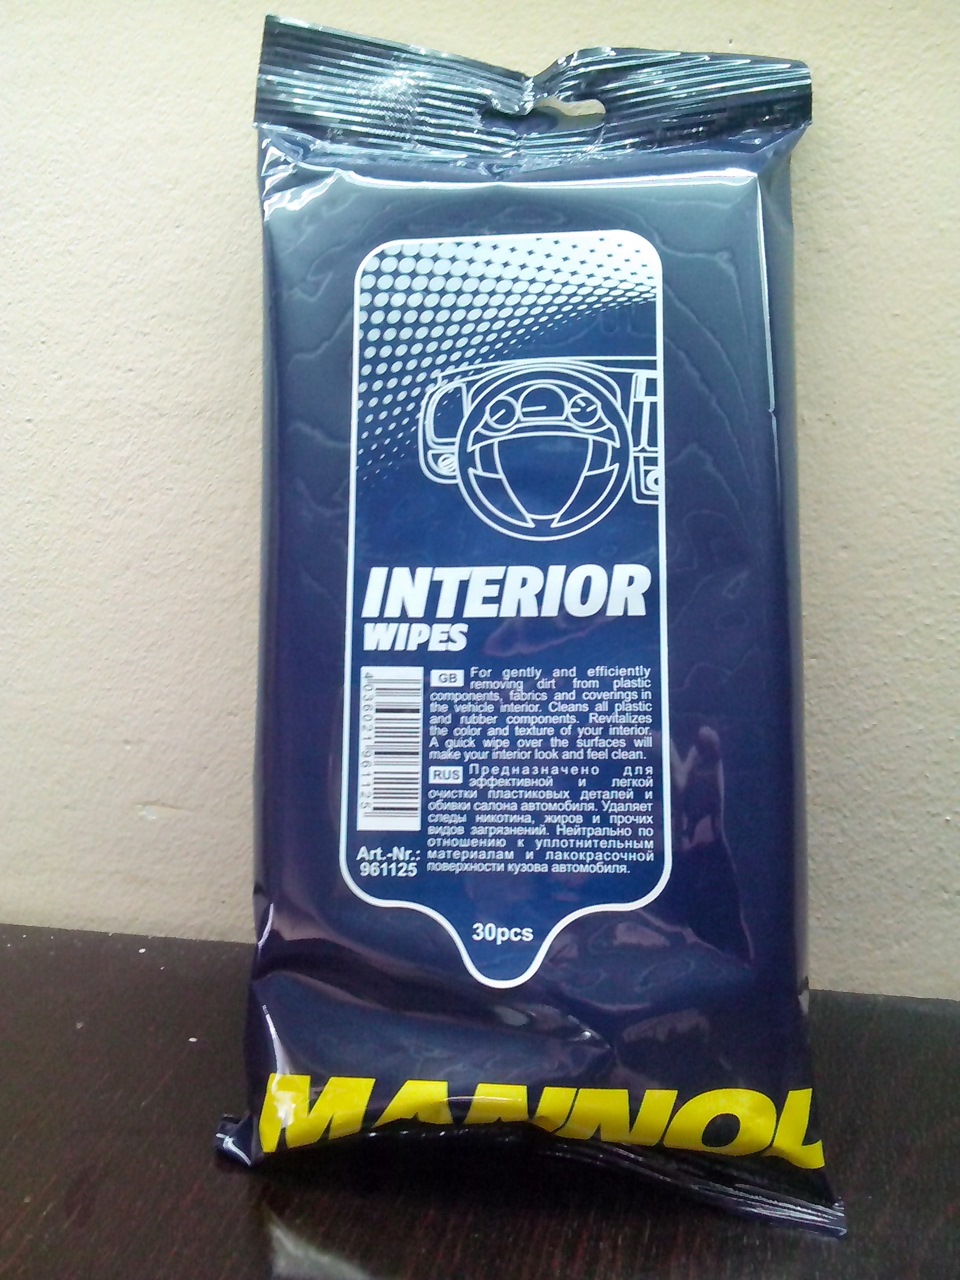 INTERIOR
WIPES
4 036021 961125
GB For gently and efficiently
removing dirt from plastic
components, fabrics and coverings in
the vehicle interior. Cleans all plastic
and rubber components. Revitalizes
the color and texture of your interior.
A quick wipe over the surfaces will
make your interior look and feel clean.
RUS Предназначено для
эффективной и легкой
очистки пластиковых деталей и
обивки салона автомобиля. Удаляет
следы никотина, жиров и прочих
видов загрязнений. Нейтрально по
отношению к уплотнительным
материалам и лакокрасочной
поверхности кузова автомобиля.
Art.-Nr.:
961125
30pcs
MANNOL